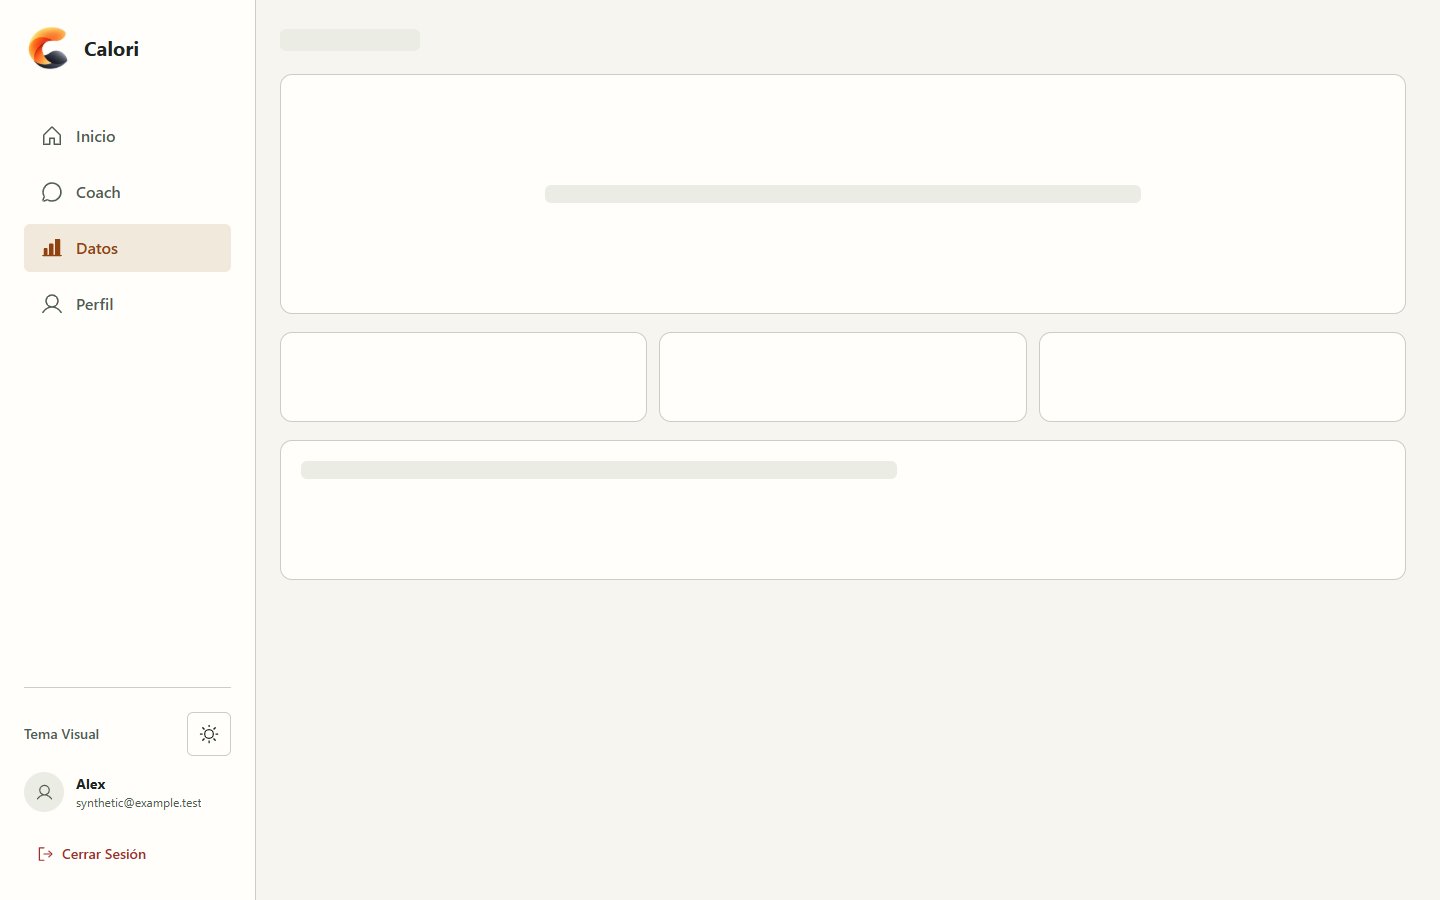 Calori
Inicio
Coach
Datos
Perfil
Tema Visual
Alex
synthetic@example.test
Cerrar Sesión